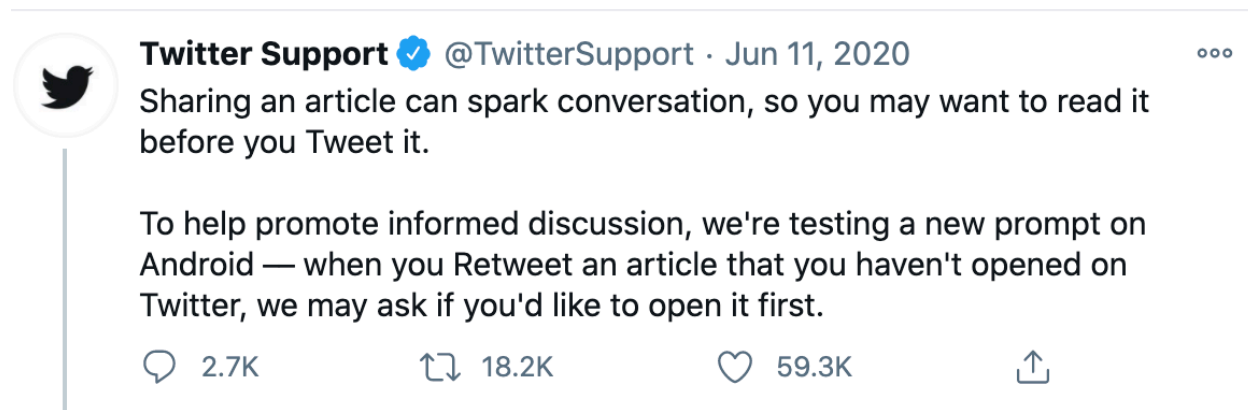 Twitter Support @TwitterSupport · Jun 11, 2020
Sharing an article can spark conversation, so you may want to read it
before you Tweet it.
To help promote informed discussion, we're testing a new prompt on
Android — when you Retweet an article that you haven't opened on
Twitter, we may ask if you'd like to open it first.
2.7K 18.2K 59.3K